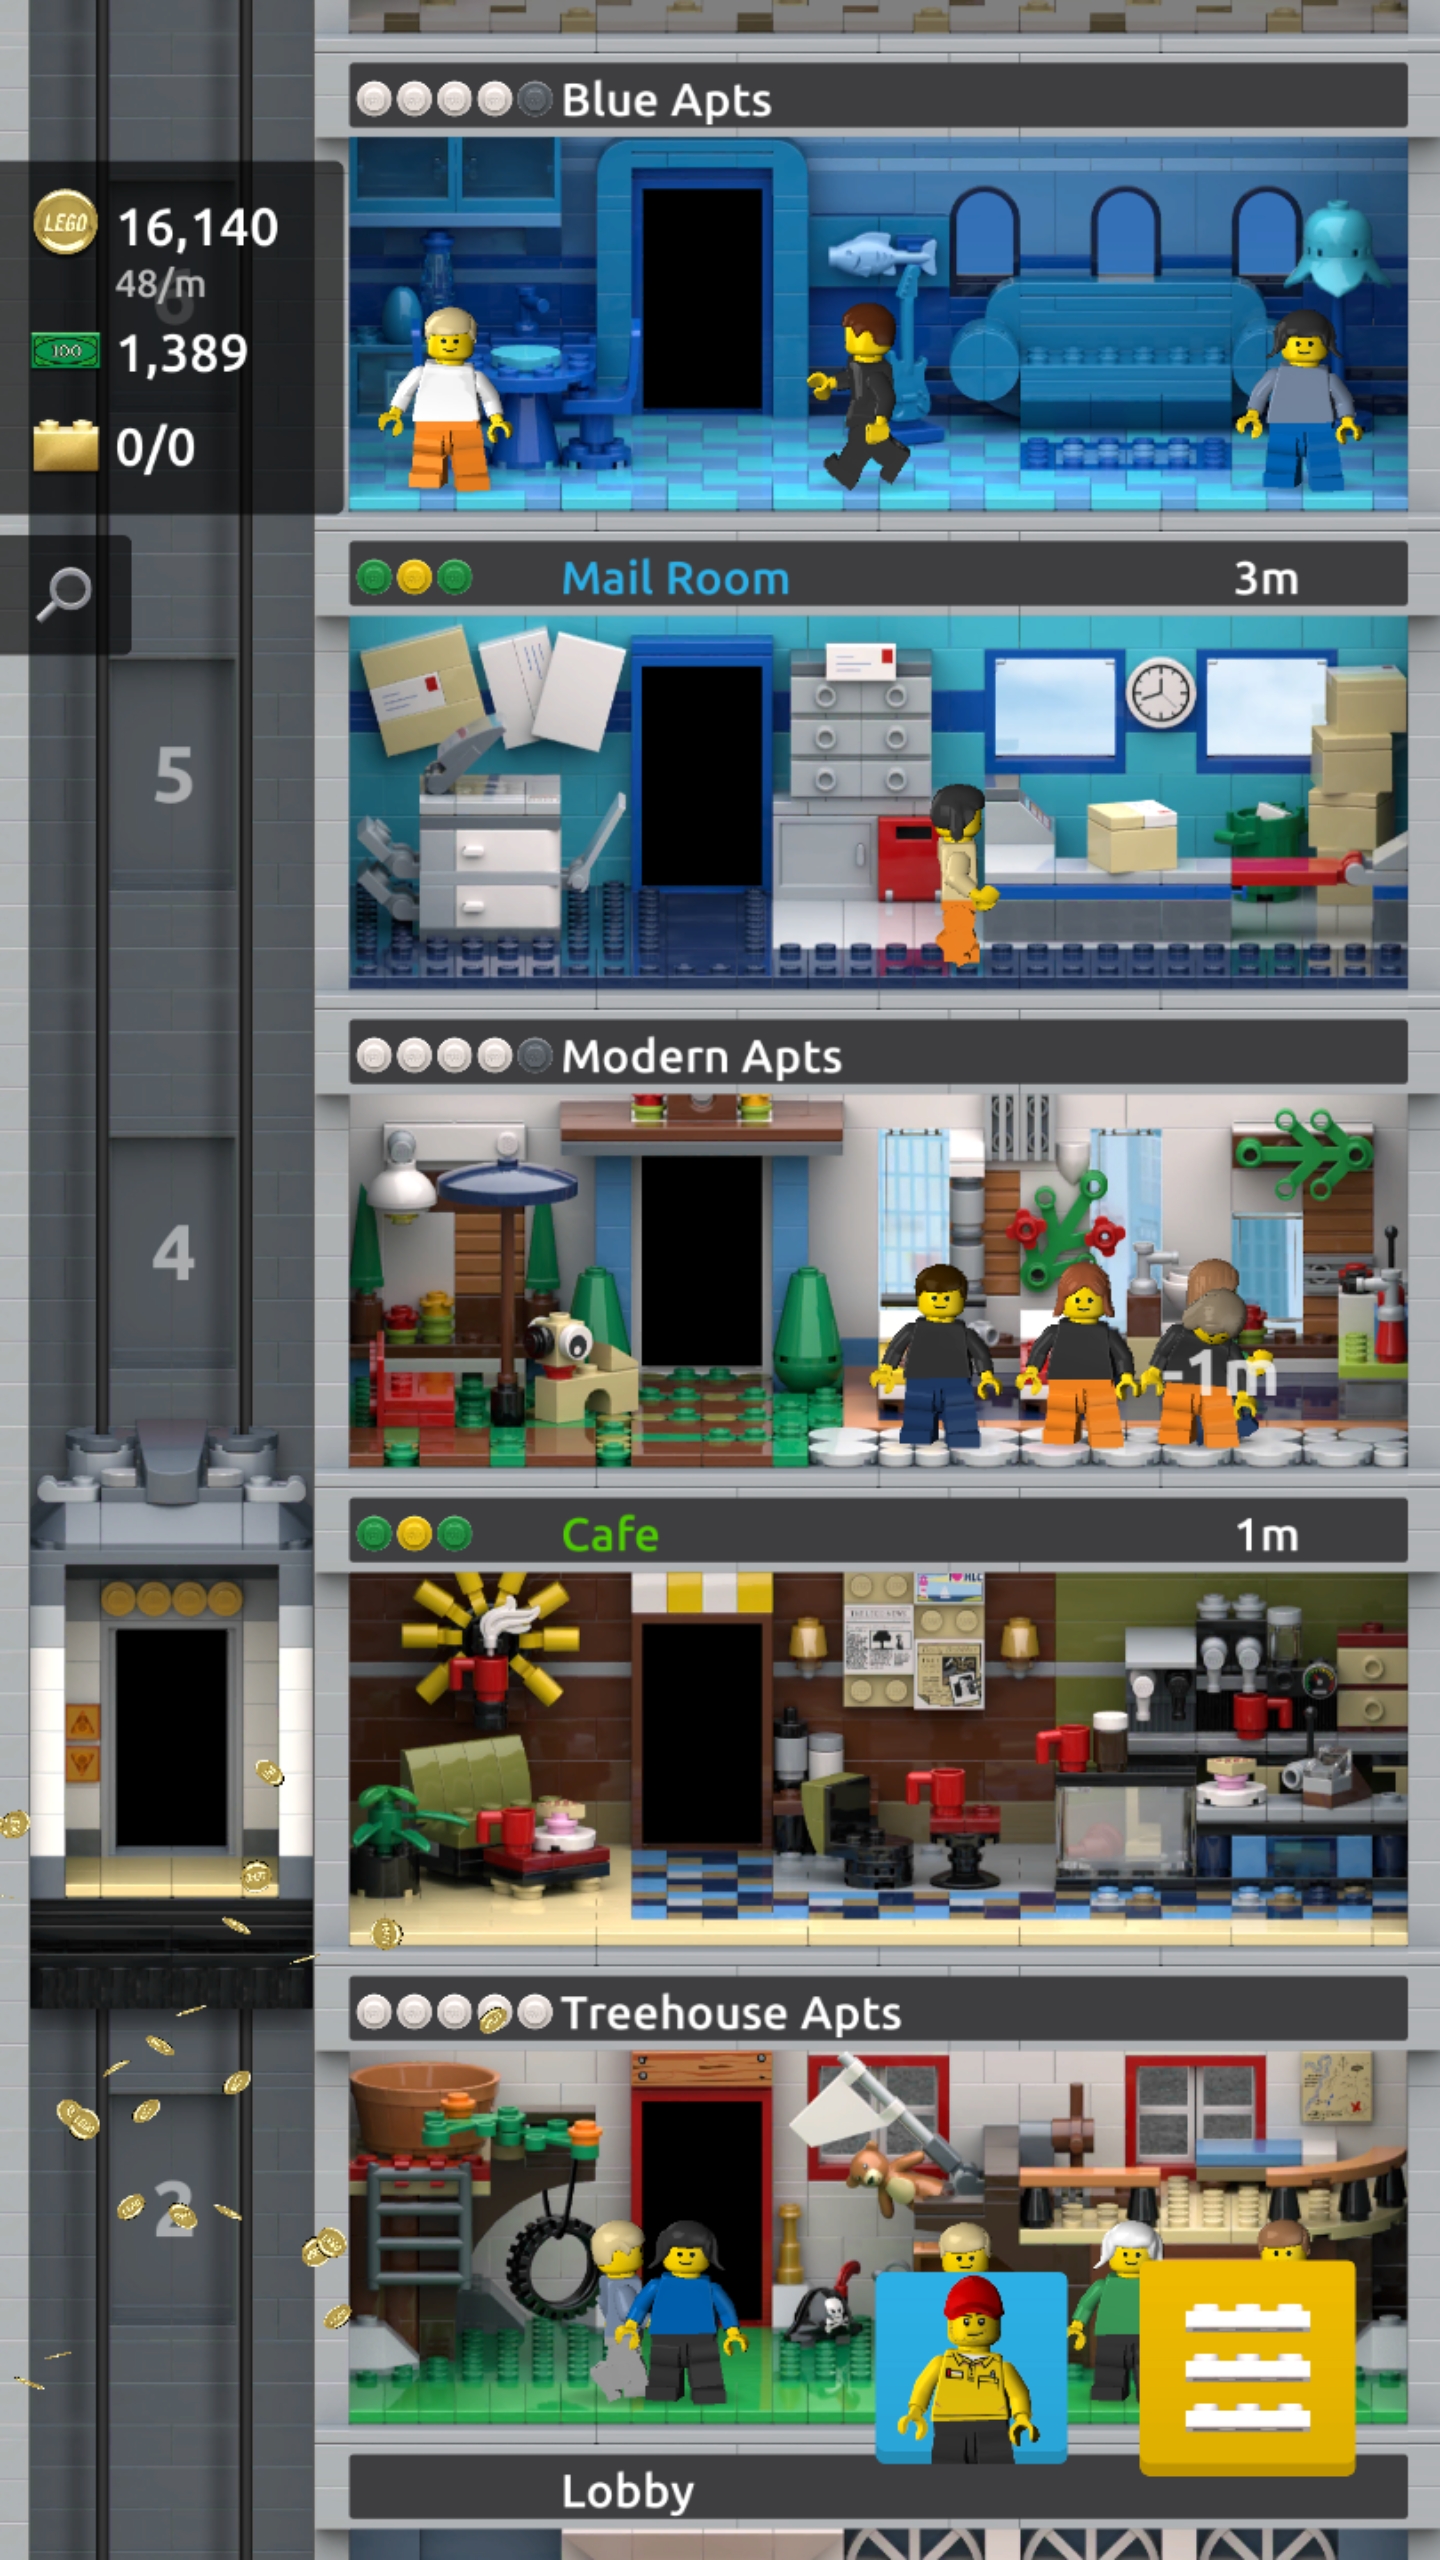 Blue Apts
LEGO 16,140
48/m
6
100 1,389
0/0
Mail Room 3m
5
Modern Apts
4
-1m
Cafe 1m
Treehouse Apts
2
Lobby